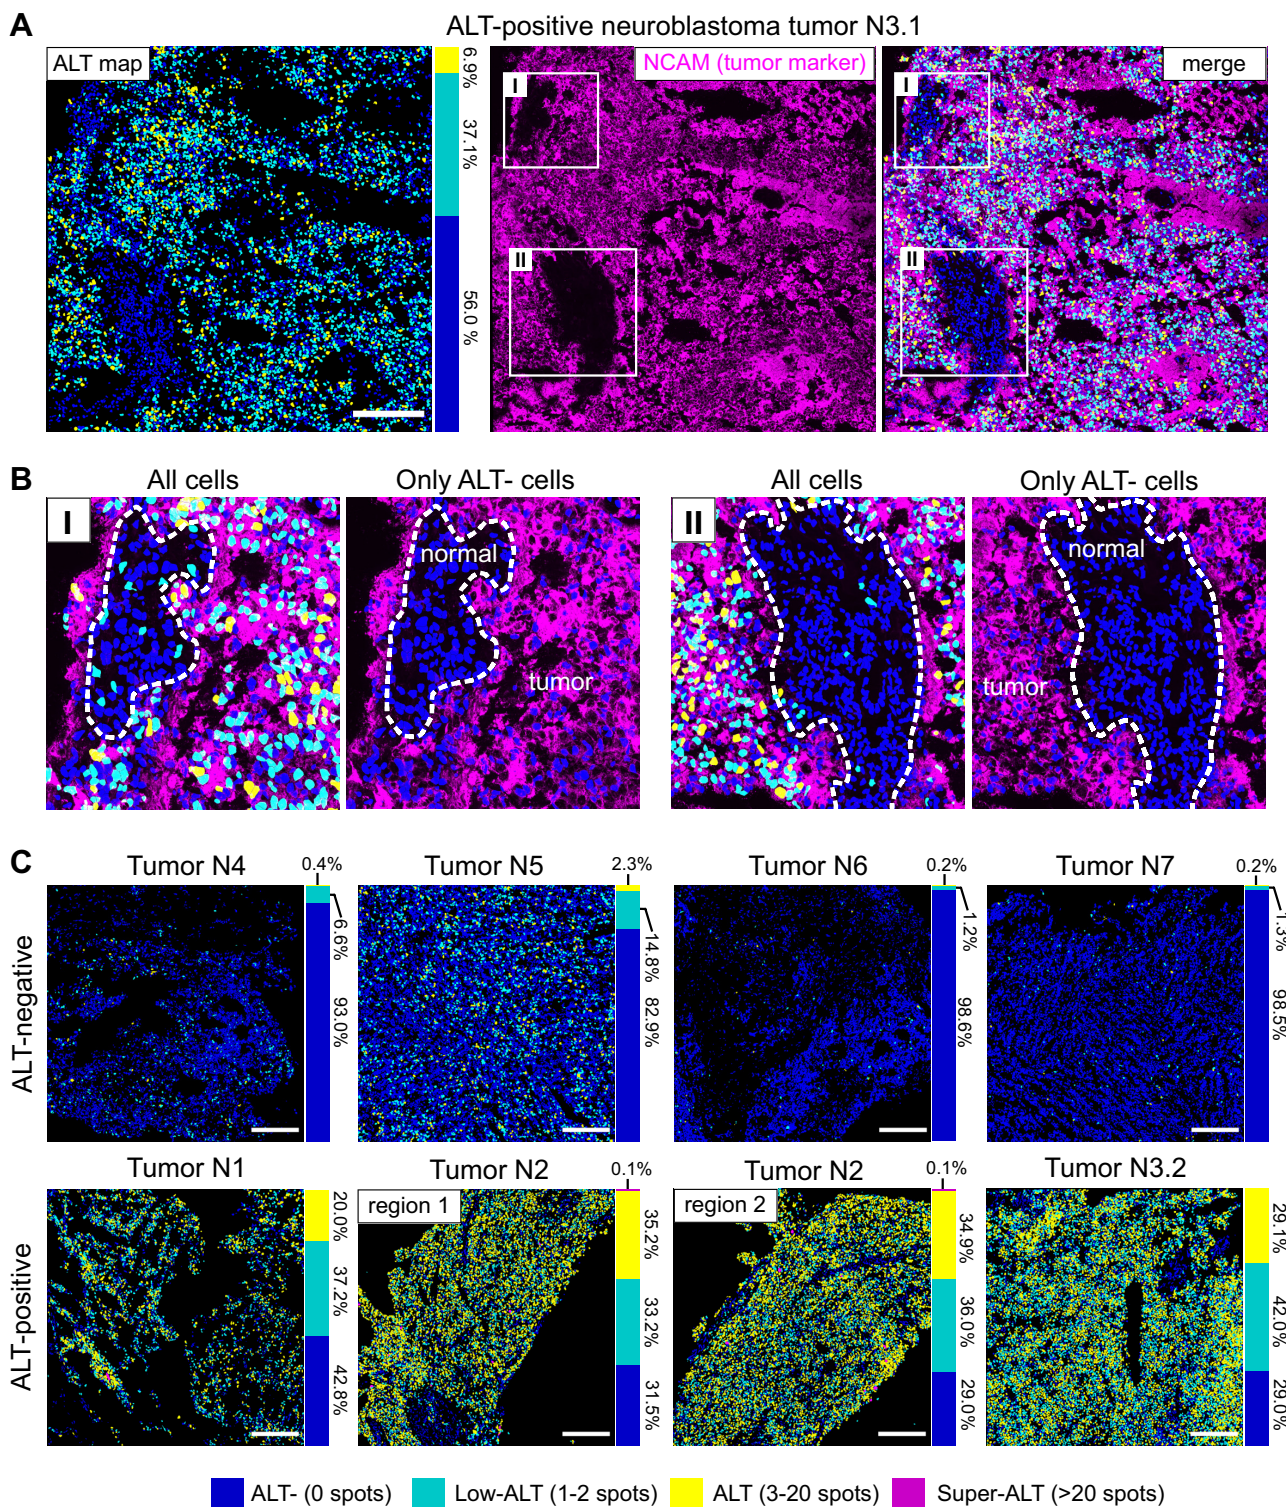 A
ALT-positive neuroblastoma tumor N3.1
ALT map
6.9%
37.1%
56.0 %
NCAM (tumor marker)
I
II
merge
I
II
B
All cells
Only ALT- cells
All cells
Only ALT- cells
I
normal
tumor
II
normal
tumor
C
ALT-negative
Tumor N4
0.4%
6.6%
93.0%
Tumor N5
2.3%
14.8%
82.9%
Tumor N6
0.2%
1.2%
98.6%
Tumor N7
0.2%
1.3%
98.5%
ALT-positive
Tumor N1
20.0%
37.2%
42.8%
Tumor N2
region 1
0.1%
35.2%
33.2%
31.5%
Tumor N2
region 2
0.1%
34.9%
36.0%
29.0%
Tumor N3.2
29.1%
42.0%
29.0%
ALT- (0 spots)
Low-ALT (1-2 spots)
ALT (3-20 spots)
Super-ALT (>20 spots)